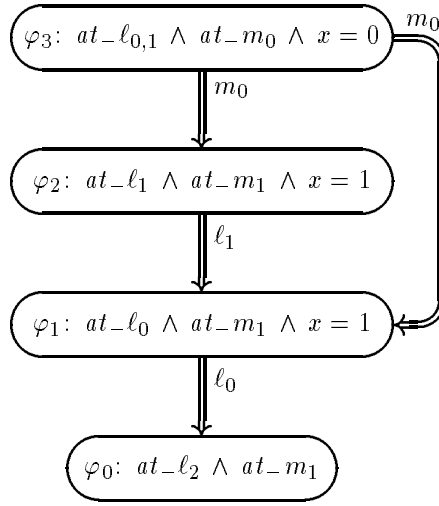 φ₃: at_ℓ₀,₁ ∧ at_m₀ ∧ x = 0
m₀
m₀
φ₂: at_ℓ₁ ∧ at_m₁ ∧ x = 1
ℓ₁
φ₁: at_ℓ₀ ∧ at_m₁ ∧ x = 1
ℓ₀
φ₀: at_ℓ₂ ∧ at_m₁